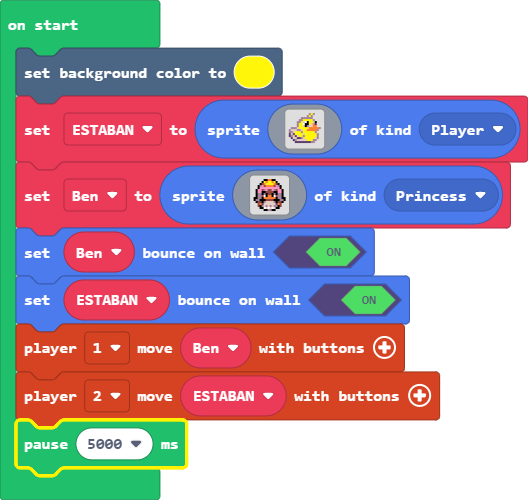 on start
set background color to
set ESTABAN to sprite of kind Player
set Ben to sprite of kind Princess
set Ben bounce on wall ON
set ESTABAN bounce on wall ON
player 1 move Ben with buttons
player 2 move ESTABAN with buttons
pause 5000 ms